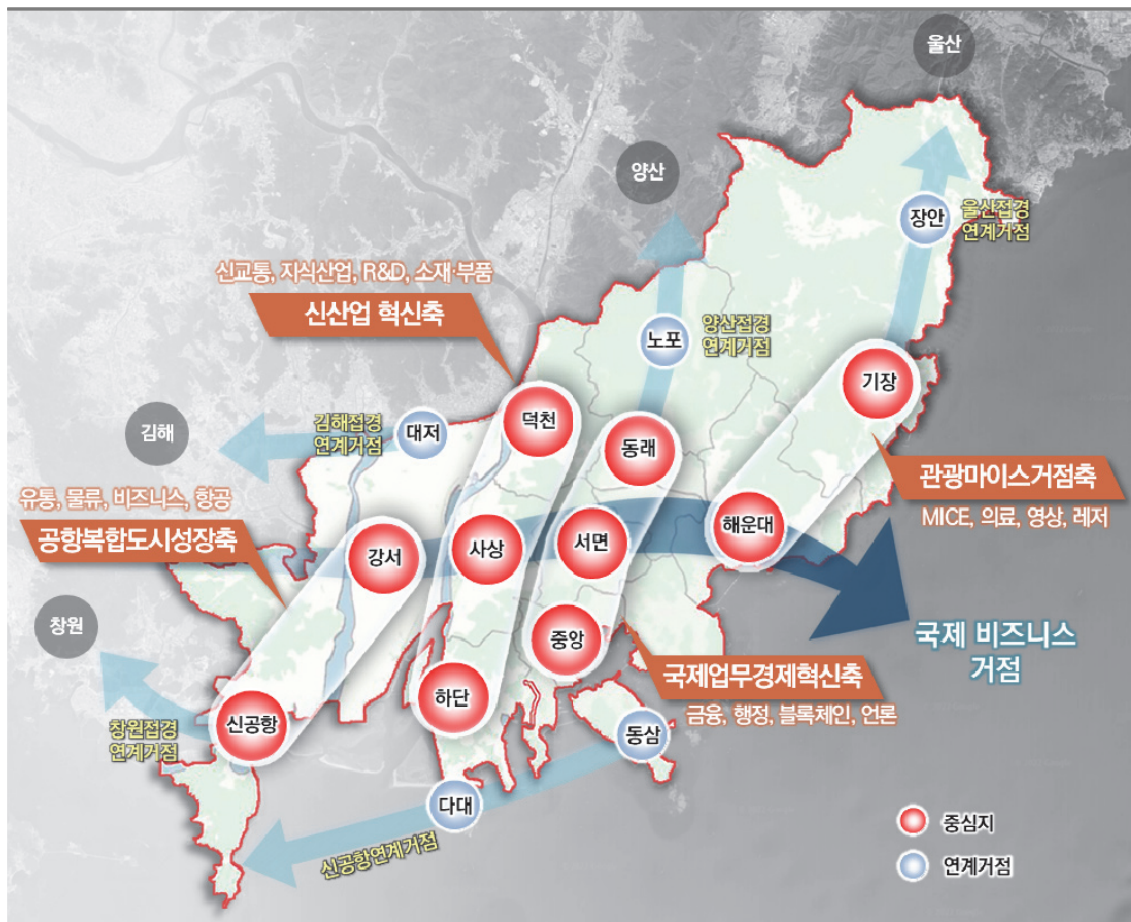 울산
양산
장안
울산접경
연계거점
신교통, 지식산업, R&D, 소재·부품
신산업 혁신축
노포
양산접경
연계거점
기장
덕천
김해
김해접경
연계거점
대저
동래
관광마이스거점축
MICE, 의료, 영상, 레저
유통, 물류, 비즈니스, 항공
공항복합도시성장축
강서
사상
서면
해운대
창원
중앙
국제 비즈니스
거점
국제업무경제혁신축
금융, 행정, 블록체인, 언론
하단
신공항
창원접경
연계거점
동삼
다대
신공항연계거점
중심지
연계거점